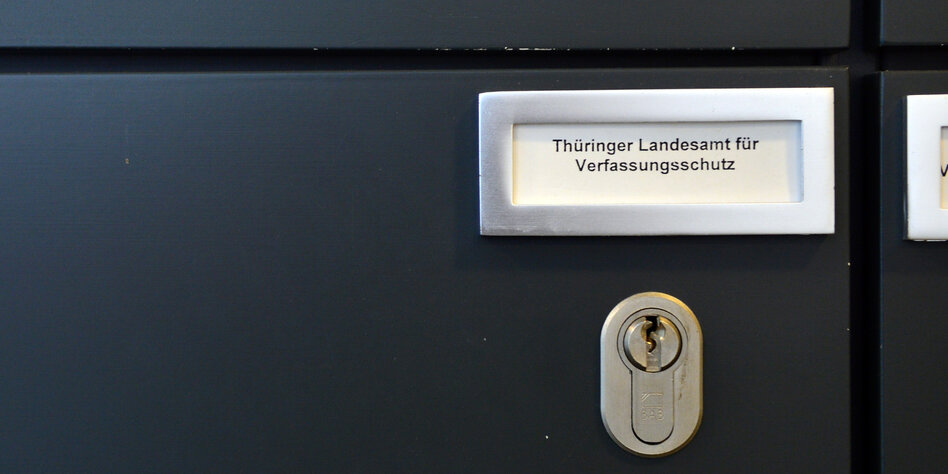 Thüringer Landesamt für
Verfassungsschutz